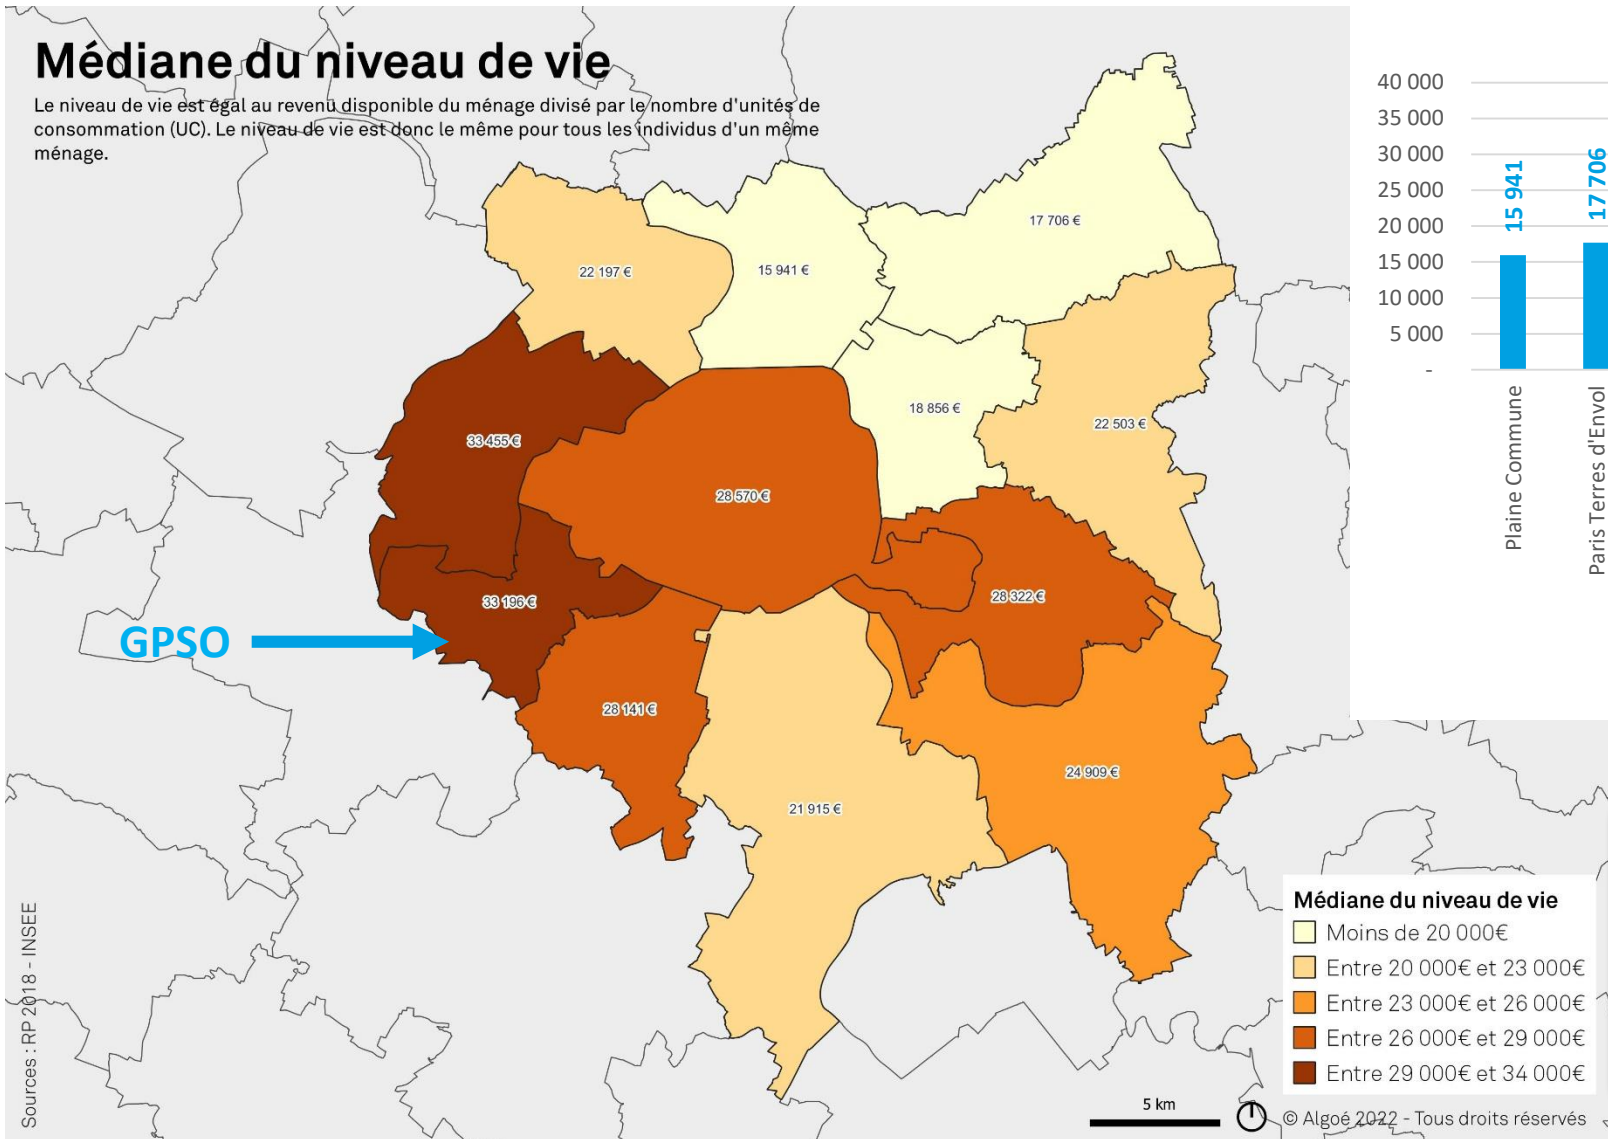 Médiane du niveau de vie
Le niveau de vie est égal au revenu disponible du ménage divisé par le nombre d'unités de
consommation (UC). Le niveau de vie est donc le même pour tous les individus d'un même
ménage.
17 706 €
22 197 €
15 941 €
18 856 €
22 503 €
33 455 €
28 570 €
33 196 €
28 322 €
GPSO
28 141 €
24 909 €
21 915 €
40 000
35 000
30 000
25 000
20 000
15 000
10 000
5 000
-
15 941
17 706
Plaine Commune
Paris Terres d'Envol
Médiane du niveau de vie
Moins de 20 000€
Entre 20 000€ et 23 000€
Entre 23 000€ et 26 000€
Entre 26 000€ et 29 000€
Entre 29 000€ et 34 000€
5 km
© Algoé 2022 - Tous droits réservés
Sources : RP 2018 - INSEE